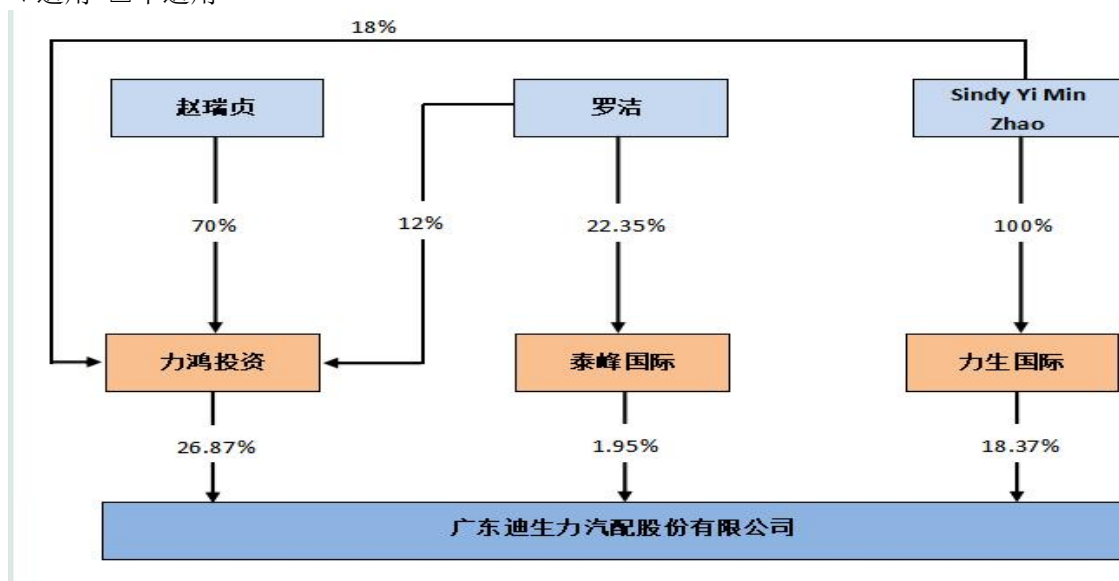 18%
赵瑞贞
罗洁
Sindy Yi Min
Zhao
70%
12%
22.35%
100%
力鸿投资
泰峰国际
力生国际
26.87%
1.95%
18.37%
广东迪生力汽配股份有限公司